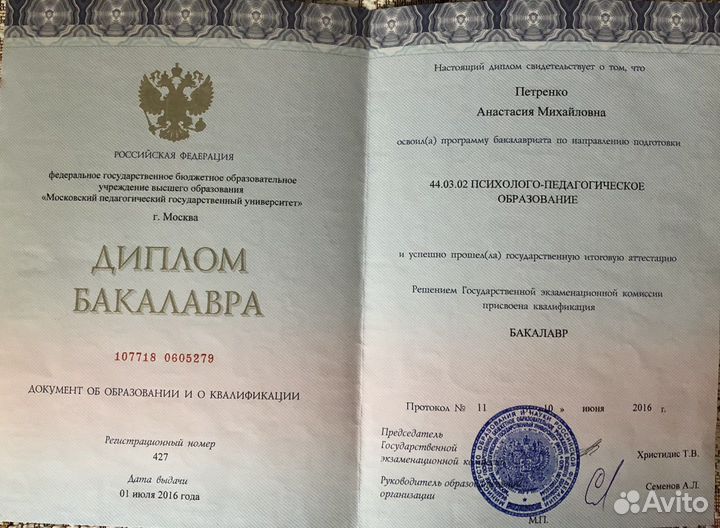 РОССИЙСКАЯ ФЕДЕРАЦИЯ
федеральное государственное бюджетное образовательное
учреждение высшего образования
«Московский педагогический государственный университет»
г. Москва
ДИПЛОМ
БАКАЛАВРА
107718 0605279
ДОКУМЕНТ ОБ ОБРАЗОВАНИИ И О КВАЛИФИКАЦИИ
Регистрационный номер
427
Дата выдачи
01 июля 2016 года
Настоящий диплом свидетельствует о том, что
Петренко
Анастасия Михайловна
освоил(а) программу бакалавриата по направлению подготовки
44.03.02 ПСИХОЛОГО-ПЕДАГОГИЧЕСКОЕ
ОБРАЗОВАНИЕ
и успешно прошел(ла) государственную итоговую аттестацию
Решением Государственной экзаменационной комиссии
присвоена квалификация
БАКАЛАВР
Протокол № 11 10 » июня 2016 г.
Председатель
Государственной
экзаменационной Христидис Т.В.
Руководитель
организации Семенов А.Л.
М.П.
Avito